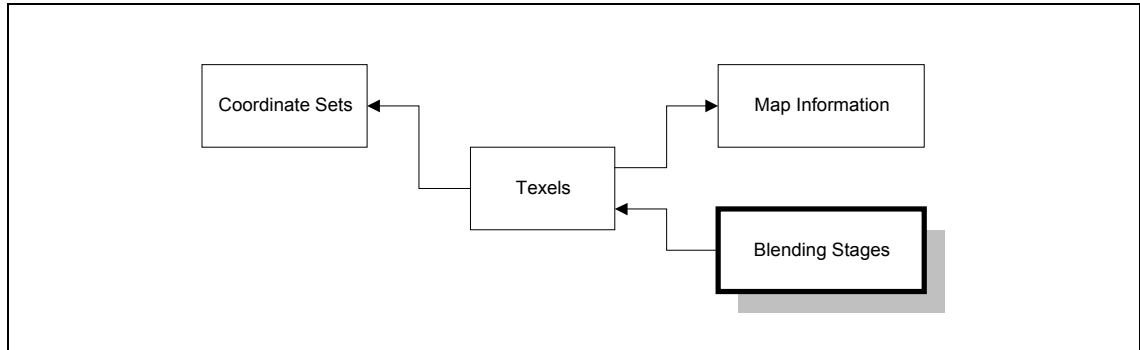 Coordinate Sets
Map Information
Texels
Blending Stages